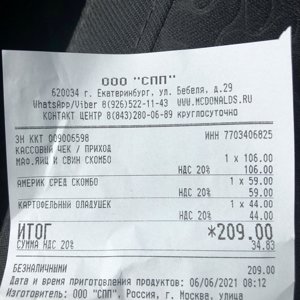 ООО "СПП"
620034 г. Екатеринбург, ул. Бебеля, д.29
WhatsApp/Viber 8(926)522-11-43 WWW.MCDONALDS.RU
КОНТАКТ ЦЕНТР 8(843)280-06-89 круглосуточно
ЗН ККТ 009006598 ИНН 7703406825
КАССОВЫЙ ЧЕК / ПРИХОД
МАФ.ЯЙЦ И СВИН СКОМБО 1 x 106.00
НДС 20% 106.00
АМЕРИК СРЕД СКОМБО 1 x 59.00
НДС 20% 59.00
КАРТОФЕЛЬНЫЙ ОЛАДУШЕК 1 x 44.00
НДС 20% 44.00
ИТОГ *209.00
СУММА НДС 20% 34.83
БЕЗНАЛИЧНЫМИ 209.00
Дата и время приготовления продуктов: 06/06/2021 08:12
Изготовитель: ООО "СПП", Россия, г. Москва, улица